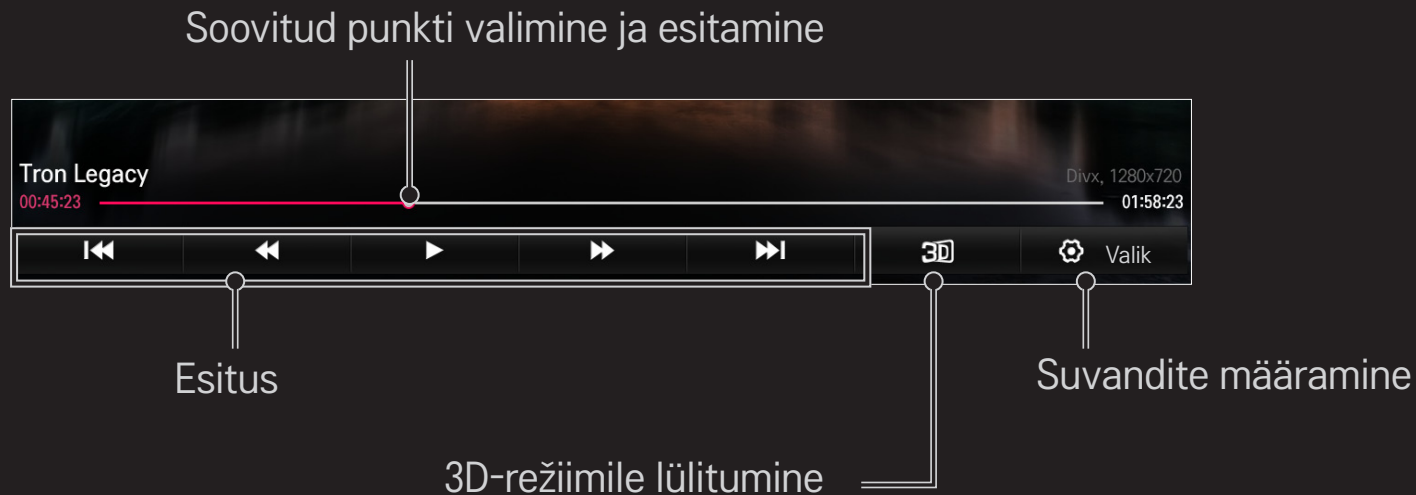 Soovitud punkti valimine ja esitamine
Tron Legacy
Divx, 1280x720
00:45:23
01:58:23
3D
Valik
Esitus
Suvandite määramine
3D-režiimile lülitumine